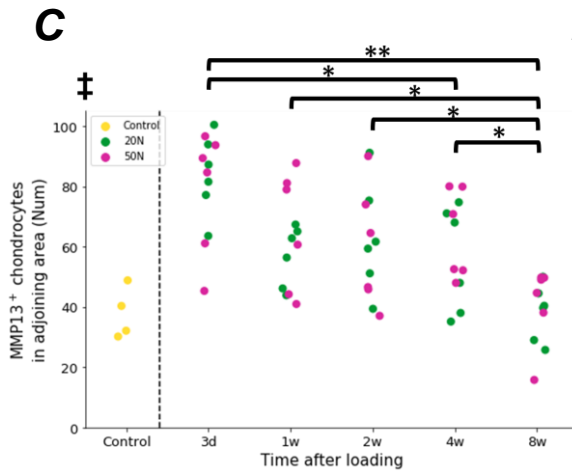 C
**
*
‡
*
*
*
100
80
60
40
20
0
Control
20N
50N
MMP13⁺ chondrocytes
in adjoining area (Num)
Control 3d 1w 2w 4w 8w
Time after loading